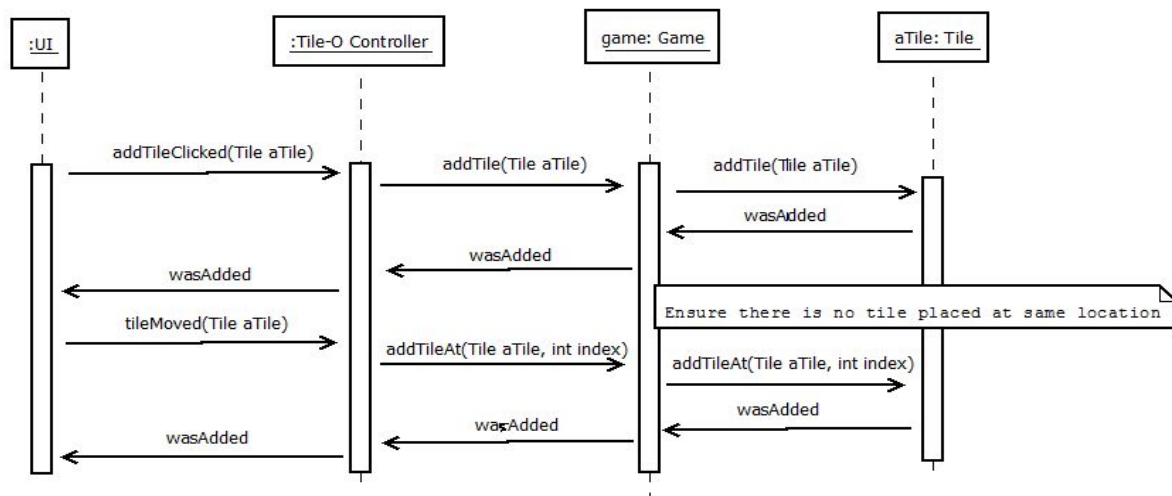 :UI
:Tile-O Controller
game: Game
aTile: Tile
addTileClicked(Tile aTile)
addTile(Tile aTile)
addTile(Tile aTile)
wasAdded
wasAdded
wasAdded
Ensure there is no tile placed at same location
tileMoved(Tile aTile)
addTileAt(Tile aTile, int index)
addTileAt(Tile aTile, int index)
wasAdded
wasAdded
wasAdded